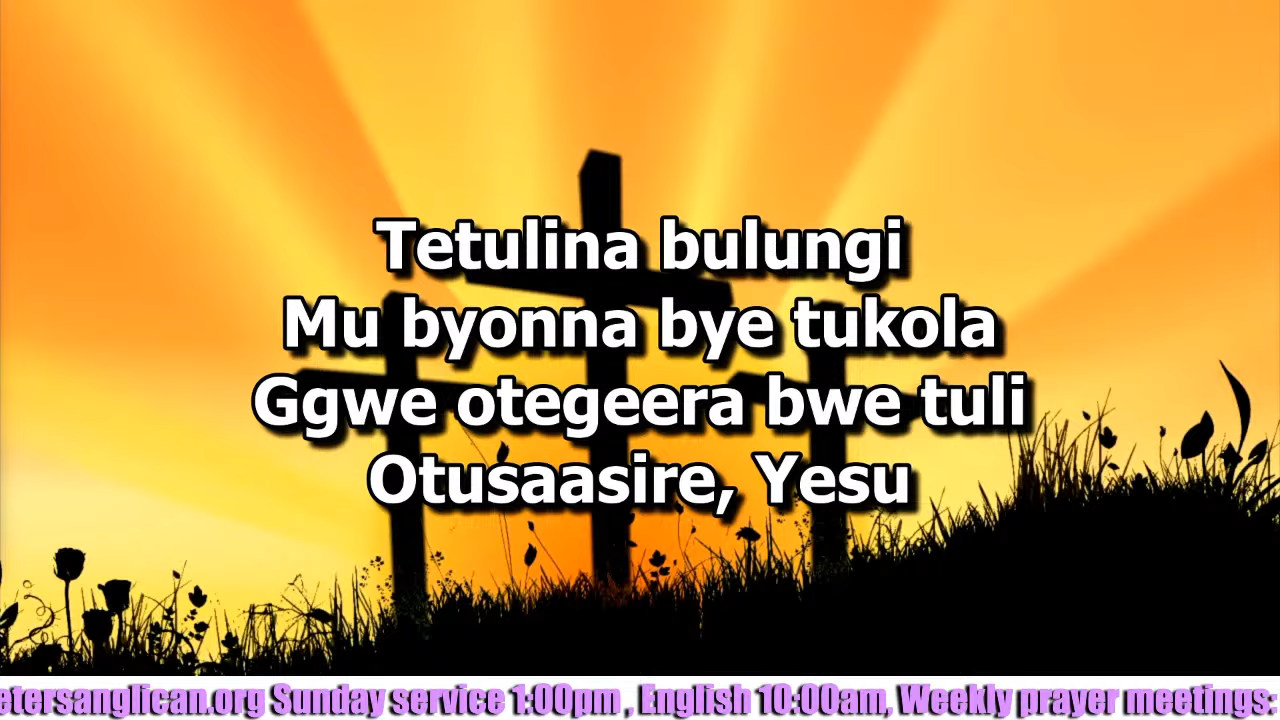 Tetulina bulungi
Mu byonna bye tukola
Ggwe otegeera bwe tuli
Otusaasire, Yesu
etersanglican.org Sunday service 1:00pm , English 10:00am, Weekly prayer meetings: